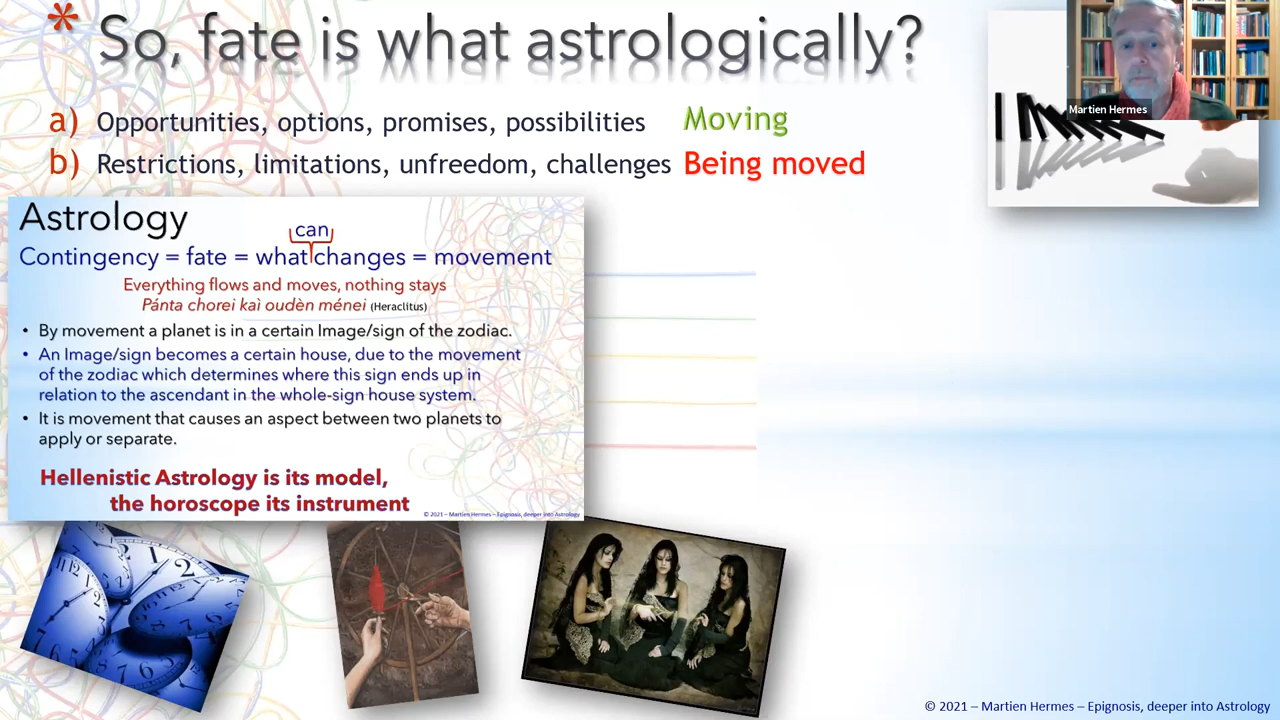 * So, fate is what astrologically?
Martien Hermes
a) Opportunities, options, promises, possibilities Moving
b) Restrictions, limitations, unfreedom, challenges Being moved
Astrology
can
Contingency = fate = what changes = movement
Everything flows and moves, nothing stays
Pánta chorei kaì oudèn ménei (Heraclitus)
• By movement a planet is in a certain Image/sign of the zodiac.
• An Image/sign becomes a certain house, due to the movement
of the zodiac which determines where this sign ends up in
relation to the ascendant in the whole-sign house system.
• It is movement that causes an aspect between two planets to
apply or separate.
Hellenistic Astrology is its model,
the horoscope its instrument
© 2021 – Martien Hermes – Epignosis, deeper into Astrology
© 2021 – Martien Hermes – Epignosis, deeper into Astrology